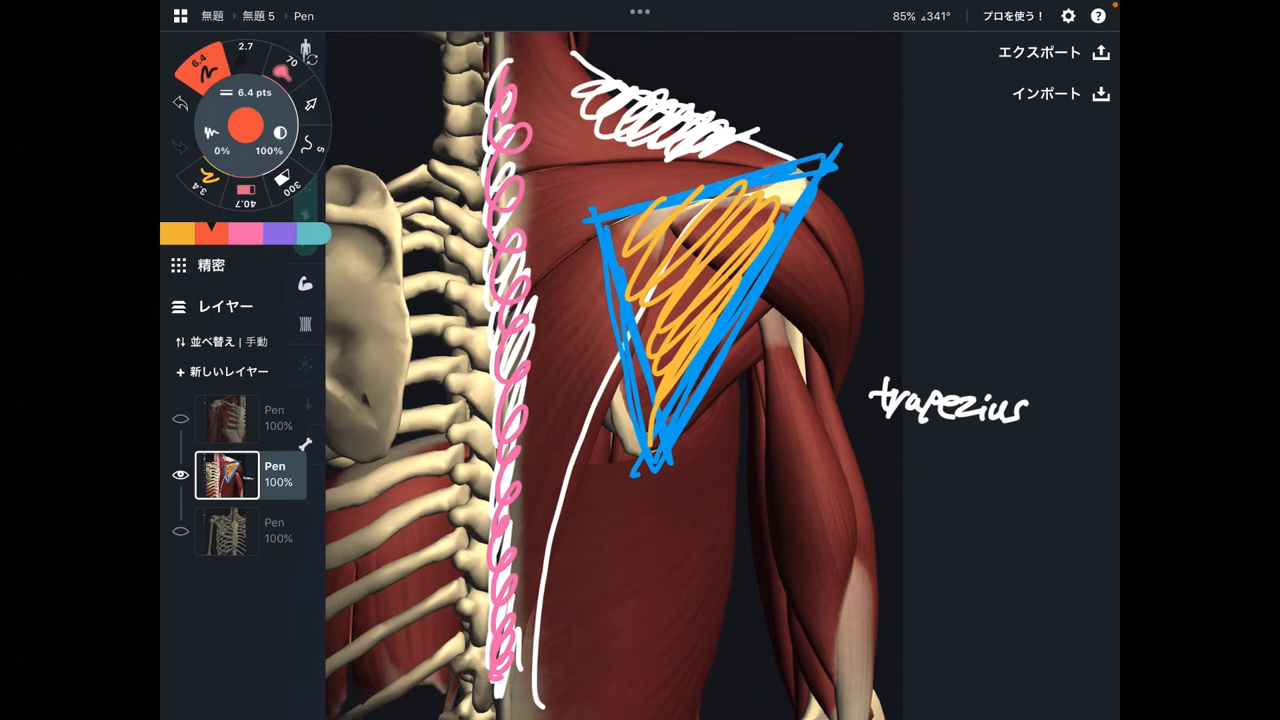 無題 › 無題 5 › Pen
85% ⊿341°
プロを使う！
?
エクスポート
インポート
2.7
6.4
70
6.4 pts
0%
100%
5
3.4
40.7
300
精密
レイヤー
並べ替え | 手動
+ 新しいレイヤー
Pen
100%
Pen
100%
Pen
100%
trapezius